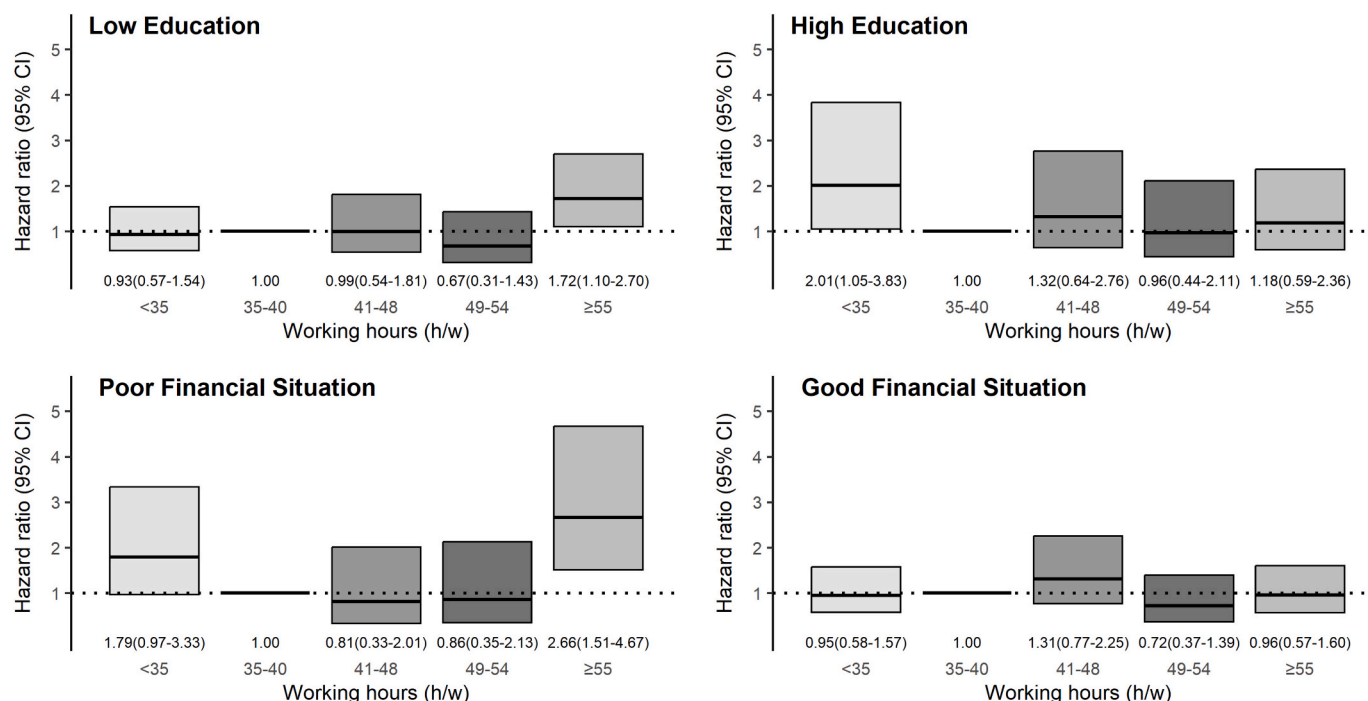 Low Education
Hazard ratio (95% CI)
5
4
3
2
1
0.93(0.57-1.54) 1.00 0.99(0.54-1.81) 0.67(0.31-1.43) 1.72(1.10-2.70)
<35 35-40 41-48 49-54 ≥55
Working hours (h/w)
High Education
Hazard ratio (95% CI)
5
4
3
2
1
2.01(1.05-3.83) 1.00 1.32(0.64-2.76) 0.96(0.44-2.11) 1.18(0.59-2.36)
<35 35-40 41-48 49-54 ≥55
Working hours (h/w)
Poor Financial Situation
Hazard ratio (95% CI)
5
4
3
2
1
1.79(0.97-3.33) 1.00 0.81(0.33-2.01) 0.86(0.35-2.13) 2.66(1.51-4.67)
<35 35-40 41-48 49-54 ≥55
Working hours (h/w)
Good Financial Situation
Hazard ratio (95% CI)
5
4
3
2
1
0.95(0.58-1.57) 1.00 1.31(0.77-2.25) 0.72(0.37-1.39) 0.96(0.57-1.60)
<35 35-40 41-48 49-54 ≥55
Working hours (h/w)